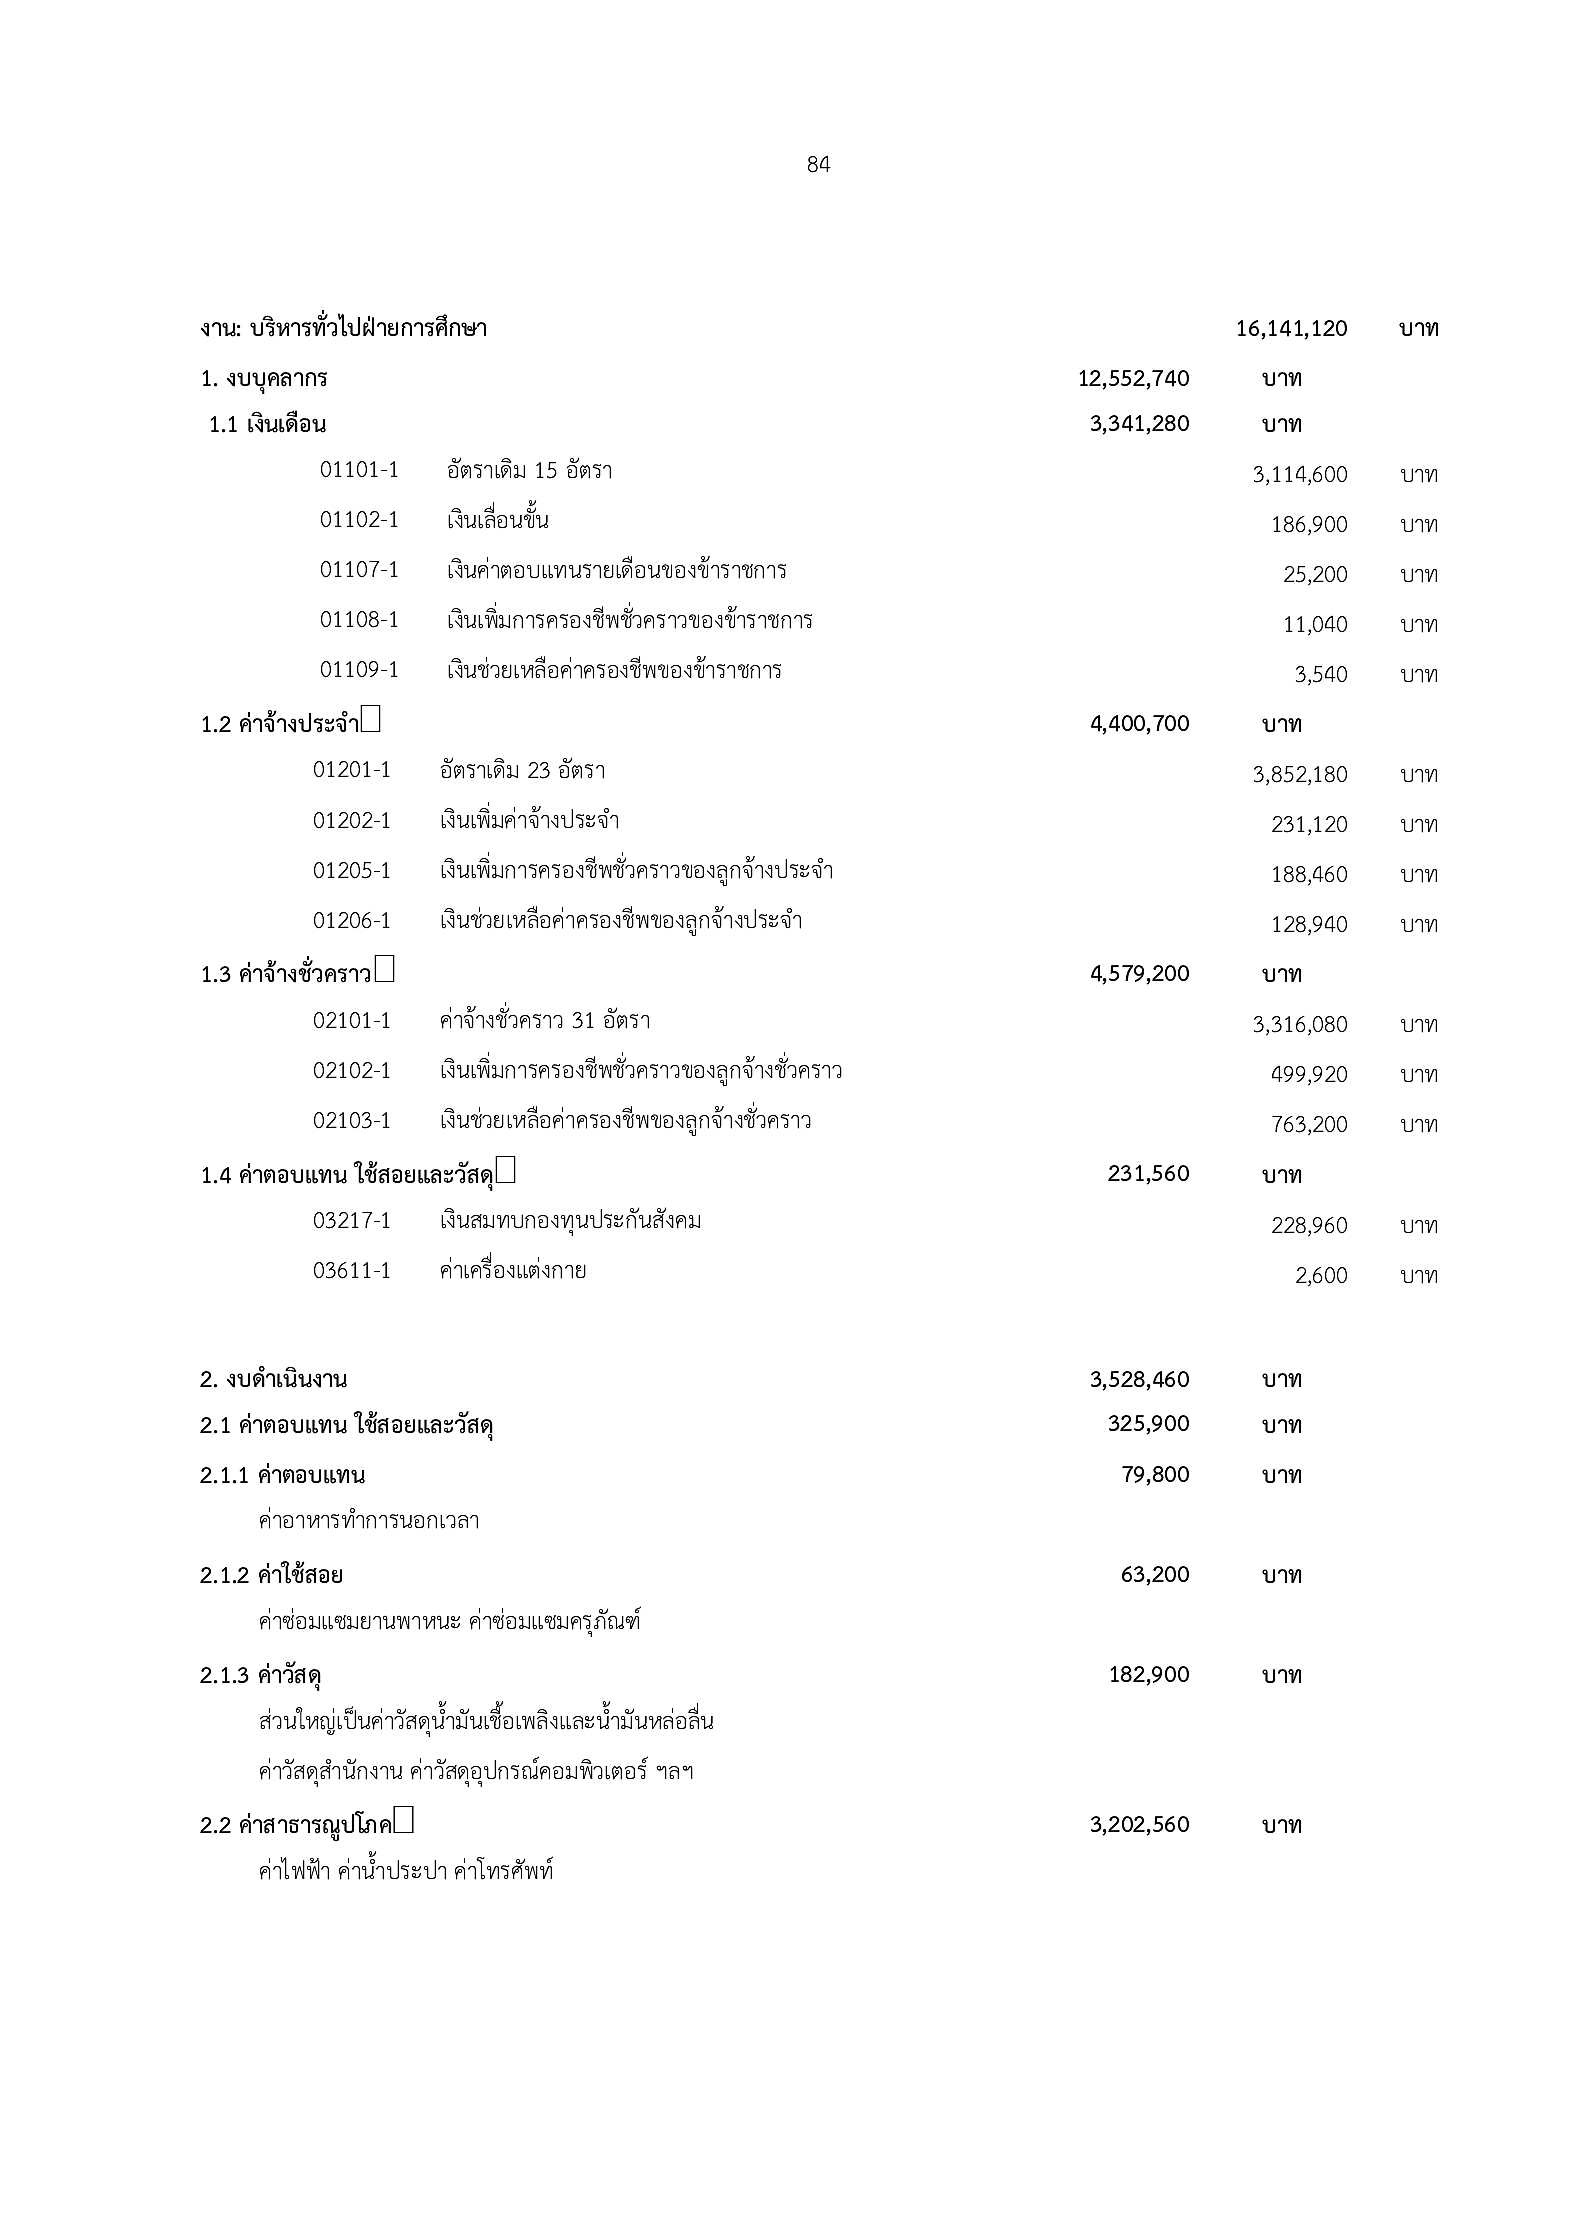 84
งาน: บริหารทั่วไปฝ่ายการศึกษา 16,141,120 บาท
1. งบบุคลากร 12,552,740 บาท
1.1 เงินเดือน 3,341,280 บาท
01101-1 อัตราเดิม 15 อัตรา 3,114,600 บาท
01102-1 เงินเลื่อนขั้น 186,900 บาท
01107-1 เงินค่าตอบแทนรายเดือนของข้าราชการ 25,200 บาท
01108-1 เงินเพิ่มการครองชีพชั่วคราวของข้าราชการ 11,040 บาท
01109-1 เงินช่วยเหลือค่าครองชีพของข้าราชการ 3,540 บาท
1.2 ค่าจ้างประจำ 4,400,700 บาท
01201-1 อัตราเดิม 23 อัตรา 3,852,180 บาท
01202-1 เงินเพิ่มค่าจ้างประจำ 231,120 บาท
01205-1 เงินเพิ่มการครองชีพชั่วคราวของลูกจ้างประจำ 188,460 บาท
01206-1 เงินช่วยเหลือค่าครองชีพของลูกจ้างประจำ 128,940 บาท
1.3 ค่าจ้างชั่วคราว 4,579,200 บาท
02101-1 ค่าจ้างชั่วคราว 31 อัตรา 3,316,080 บาท
02102-1 เงินเพิ่มการครองชีพชั่วคราวของลูกจ้างชั่วคราว 499,920 บาท
02103-1 เงินช่วยเหลือค่าครองชีพของลูกจ้างชั่วคราว 763,200 บาท
1.4 ค่าตอบแทน ใช้สอยและวัสดุ 231,560 บาท
03217-1 เงินสมทบกองทุนประกันสังคม 228,960 บาท
03611-1 ค่าเครื่องแต่งกาย 2,600 บาท
2. งบดำเนินงาน 3,528,460 บาท
2.1 ค่าตอบแทน ใช้สอยและวัสดุ 325,900 บาท
2.1.1 ค่าตอบแทน 79,800 บาท
ค่าอาหารทำการนอกเวลา
2.1.2 ค่าใช้สอย 63,200 บาท
ค่าซ่อมแซมยานพาหนะ ค่าซ่อมแซมครุภัณฑ์
2.1.3 ค่าวัสดุ 182,900 บาท
ส่วนใหญ่เป็นค่าวัสดุน้ำมันเชื้อเพลิงและน้ำมันหล่อลื่น
ค่าวัสดุสำนักงาน ค่าวัสดุอุปกรณ์คอมพิวเตอร์ ฯลฯ
2.2 ค่าสาธารณูปโภค 3,202,560 บาท
ค่าไฟฟ้า ค่าน้ำประปา ค่าโทรศัพท์